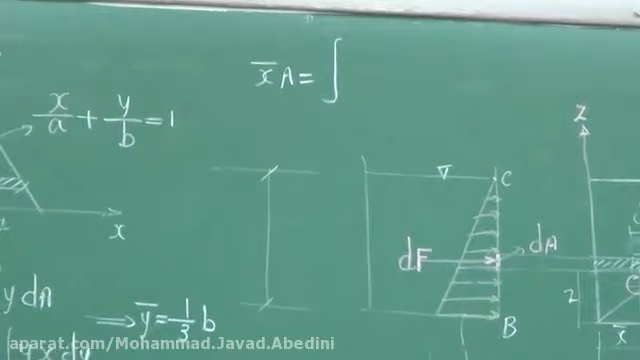 x̄ A = ∫
x/a + y/b = 1
z
C
dF
dA
x
y dA
⟹ ȳ = 1/3 b
B
x̄
x dy
aparat.com/Mohammad.Javad.Abedini